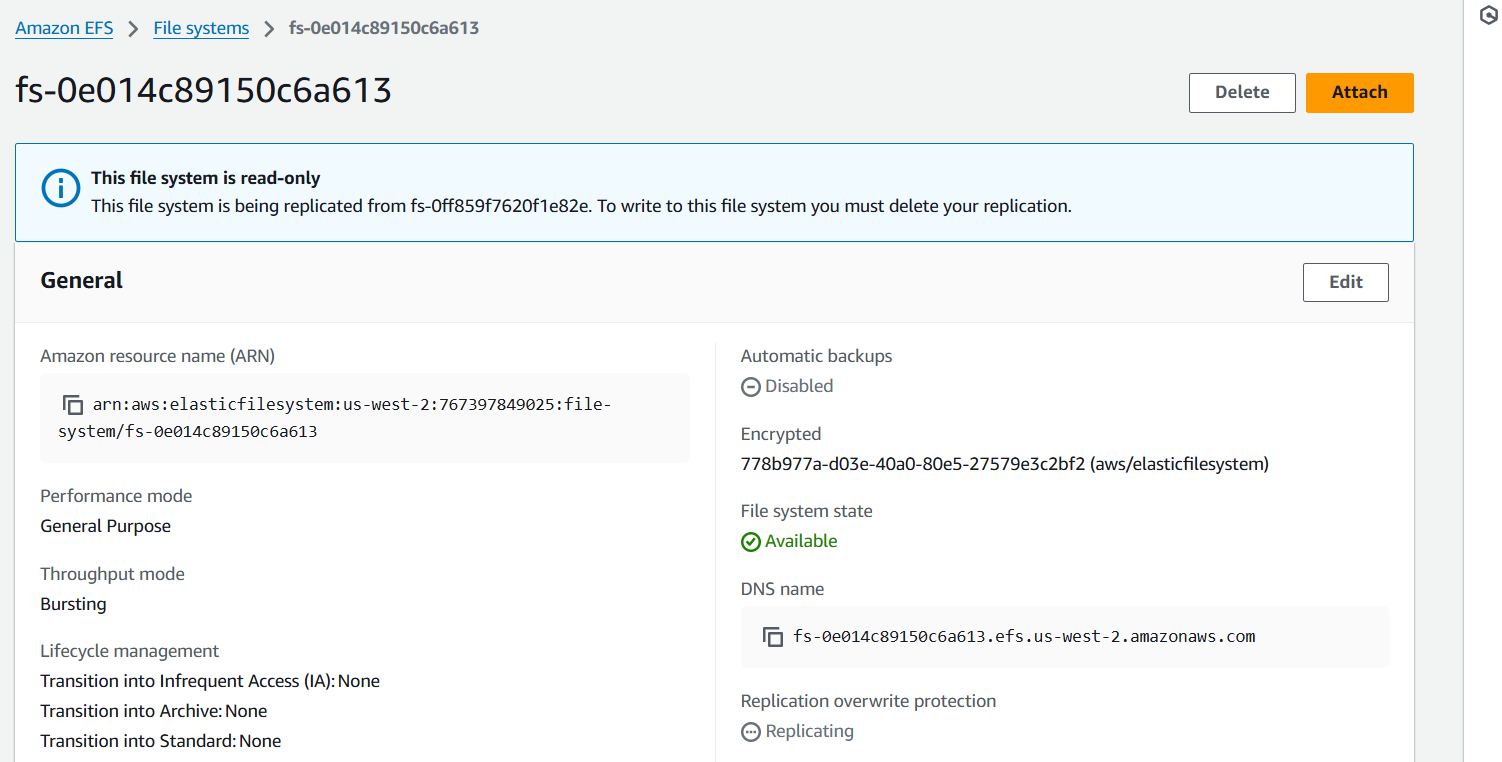 Amazon EFS > File systems > fs-0e014c89150c6a613
fs-0e014c89150c6a613
Delete
Attach
This file system is read-only
This file system is being replicated from fs-0ff859f7620f1e82e. To write to this file system you must delete your replication.
General
Edit
Amazon resource name (ARN)
arn:aws:elasticfilesystem:us-west-2:767397849025:file-
system/fs-0e014c89150c6a613
Performance mode
General Purpose
Throughput mode
Bursting
Lifecycle management
Transition into Infrequent Access (IA): None
Transition into Archive: None
Transition into Standard: None
Automatic backups
Disabled
Encrypted
778b977a-d03e-40a0-80e5-27579e3c2bf2 (aws/elasticfilesystem)
File system state
Available
DNS name
fs-0e014c89150c6a613.efs.us-west-2.amazonaws.com
Replication overwrite protection
Replicating